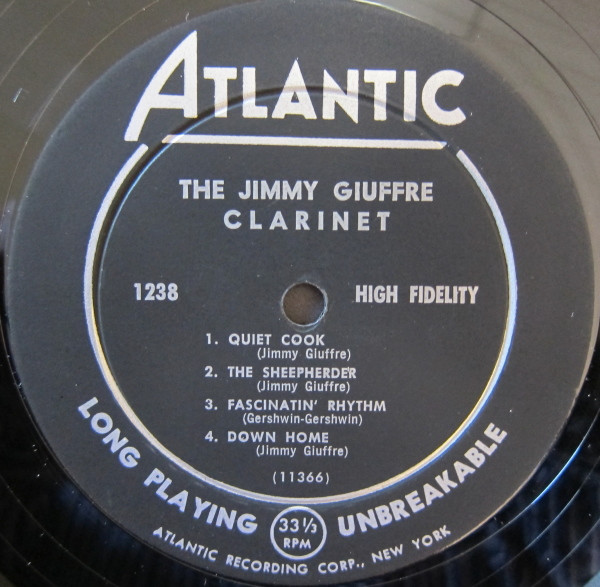 ATLANTIC
THE JIMMY GIUFFRE
CLARINET
1238 HIGH FIDELITY
1. QUIET COOK
(Jimmy Giuffre)
2. THE SHEEPHERDER
(Jimmy Giuffre)
3. FASCINATIN' RHYTHM
(Gershwin-Gershwin)
4. DOWN HOME
(Jimmy Giuffre)
(11366)
LONG PLAYING 33 1/3 RPM UNBREAKABLE
ATLANTIC RECORDING CORP., NEW YORK